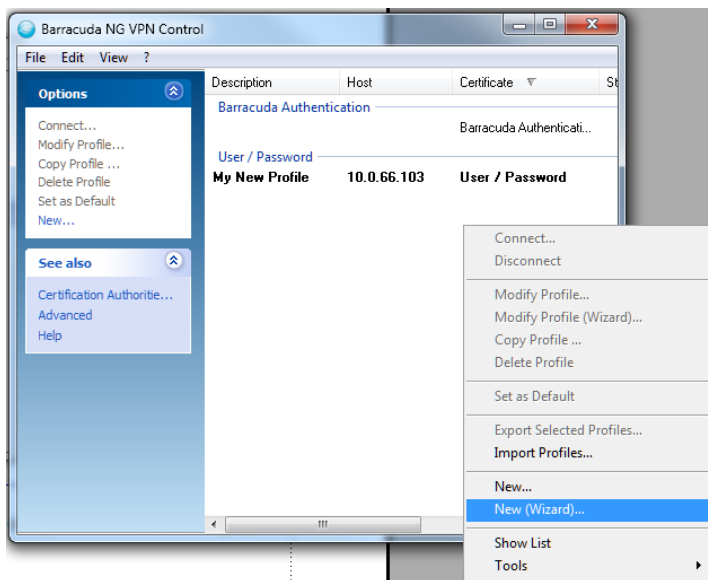 Barracuda NG VPN Control
File Edit View ?
Options
Connect...
Modify Profile...
Copy Profile ...
Delete Profile
Set as Default
New...
See also
Certification Authoritie...
Advanced
Help
Description Host Certificate St
Barracuda Authentication
Barracuda Authenticati...
User / Password
My New Profile 10.0.66.103 User / Password
Connect...
Disconnect
Modify Profile...
Modify Profile (Wizard)...
Copy Profile ...
Delete Profile
Set as Default
Export Selected Profiles...
Import Profiles...
New...
New (Wizard)...
Show List
Tools